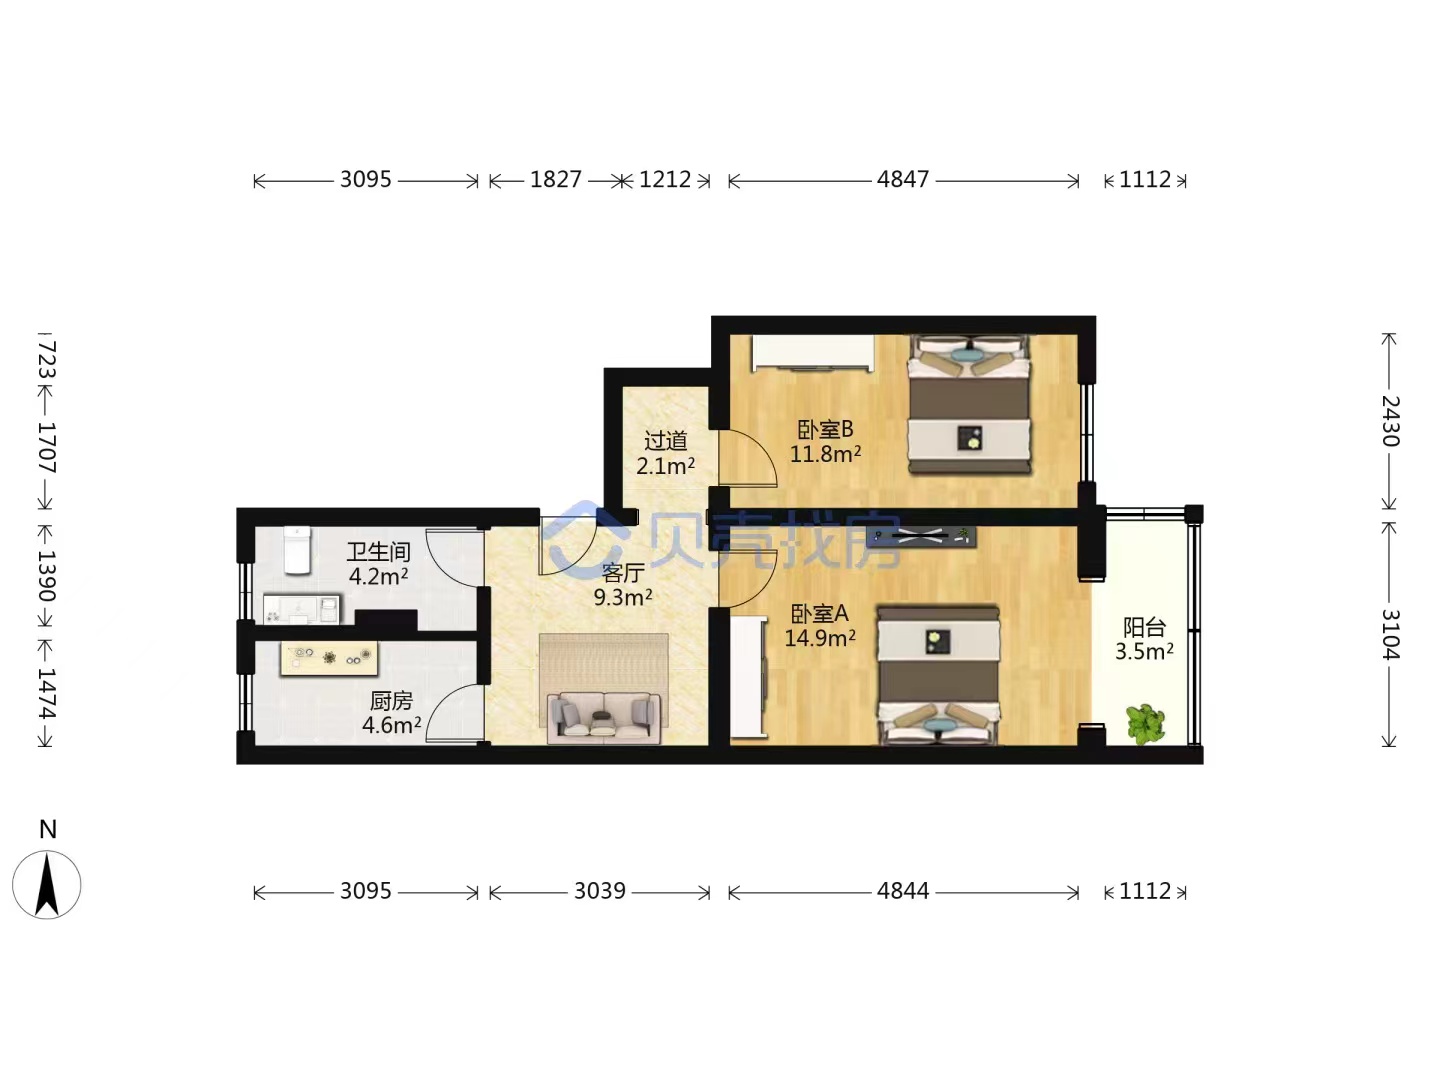 3095 1827 1212 4847 1112
723
1707
1390
1474
2430
3104
过道
2.1m²
卧室B
11.8m²
贝壳找房
卫生间
4.2m²
客厅
9.3m²
卧室A
14.9m²
阳台
3.5m²
厨房
4.6m²
N
3095 3039 4844 1112